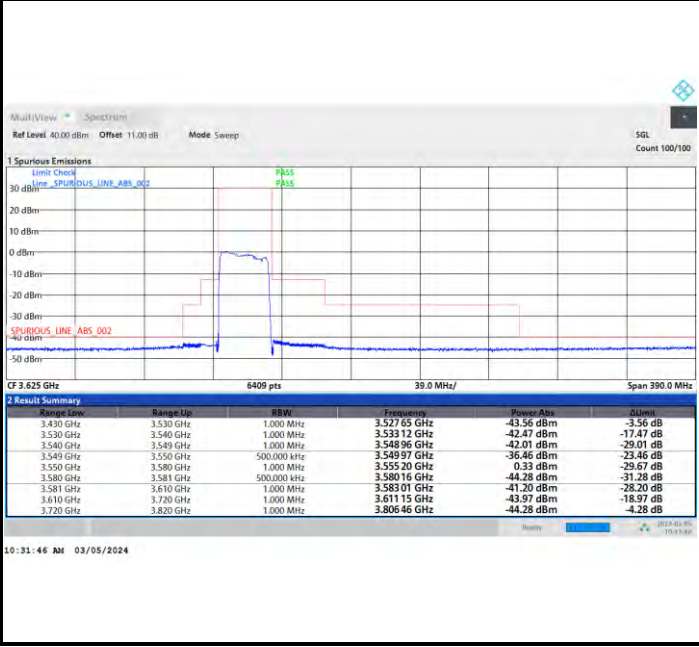 MultiView Spectrum
Ref Level 40.00 dBm Offset 11.00 dB Mode Sweep SGL
Count 100/100
1 Spurious Emissions
Limit Check PASS
Line _SPURIOUS_LINE_ABS_002 PASS
30 dBm
20 dBm
10 dBm
0 dBm
-10 dBm
-20 dBm
-30 dBm
SPURIOUS_LINE_ABS_002
-40 dBm
-50 dBm
CF 3.625 GHz 6409 pts 39.0 MHz/ Span 390.0 MHz
2 Result Summary
Range Low Range Up RBW Frequency Power Abs ΔLimit
3.430 GHz 3.530 GHz 1.000 MHz 3.527 65 GHz -43.56 dBm -3.56 dB
3.530 GHz 3.540 GHz 1.000 MHz 3.533 12 GHz -42.47 dBm -17.47 dB
3.540 GHz 3.549 GHz 1.000 MHz 3.548 96 GHz -42.01 dBm -29.01 dB
3.549 GHz 3.550 GHz 500.000 kHz 3.549 97 GHz -36.46 dBm -23.46 dB
3.550 GHz 3.580 GHz 1.000 MHz 3.555 20 GHz 0.33 dBm -29.67 dB
3.580 GHz 3.581 GHz 500.000 kHz 3.580 16 GHz -44.28 dBm -31.28 dB
3.581 GHz 3.610 GHz 1.000 MHz 3.583 01 GHz -41.20 dBm -28.20 dB
3.610 GHz 3.720 GHz 1.000 MHz 3.611 15 GHz -43.97 dBm -18.97 dB
3.720 GHz 3.820 GHz 1.000 MHz 3.806 46 GHz -44.28 dBm -4.28 dB
Ready
10:31:46 AM 03/05/2024